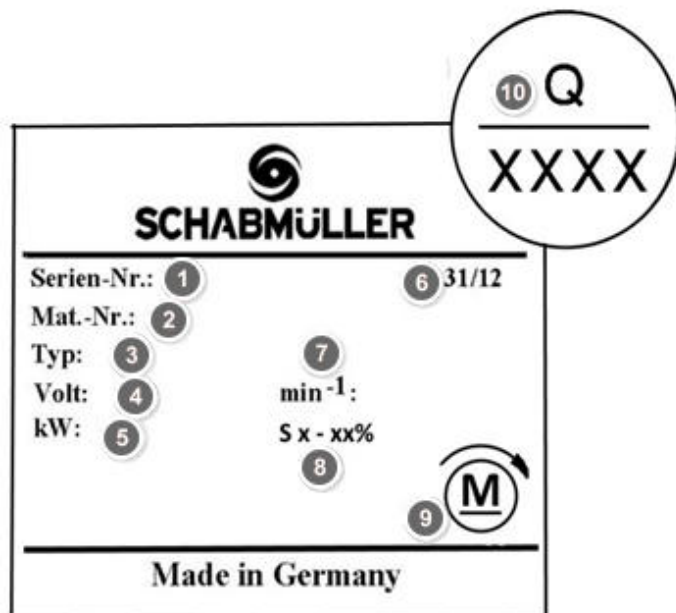 10 Q
XXXX
SCHABMÜLLER
Serien-Nr.: 1 6 31/12
Mat.-Nr.: 2
Typ: 3 7
Volt: 4 min⁻¹:
kW: 5 S x - xx%
8
9 M
Made in Germany